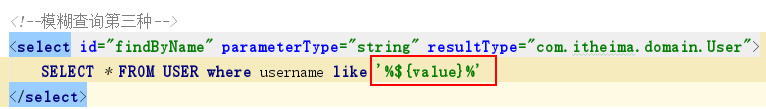 <!--模糊查询第三种-->
<select id="findByName" parameterType="string" resultType="com.itheima.domain.User">
SELECT * FROM USER where username like '%${value}%'
</select>